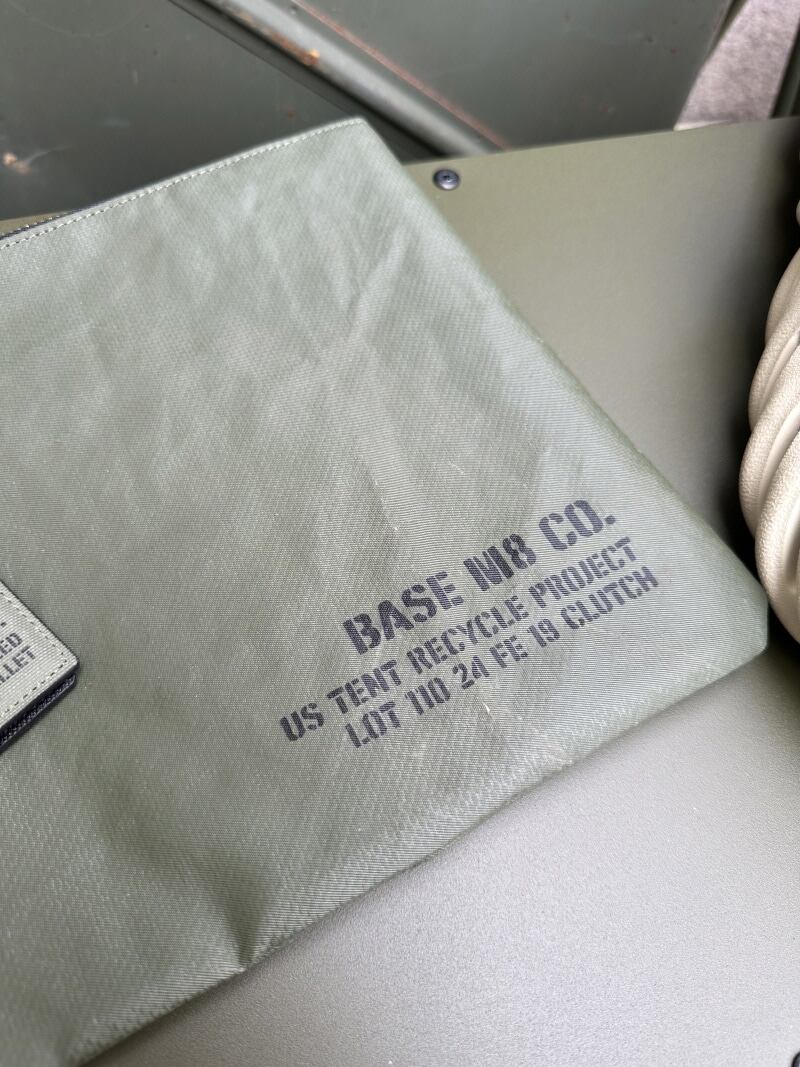 BASE M8 CO.
US TENT RECYCLE PROJECT
LOT 110 24 FE 19 CLUTCH